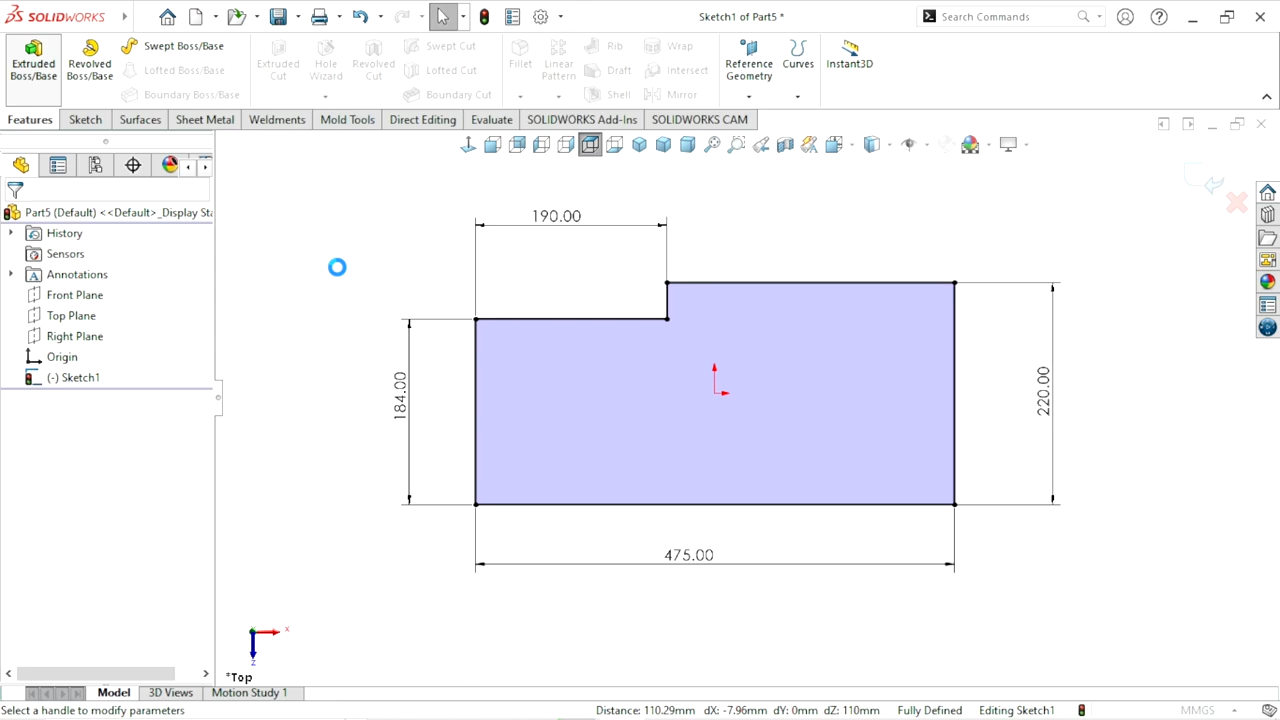 SOLIDWORKS
Sketch1 of Part5 *
Search Commands
Extruded Boss/Base
Revolved Boss/Base
Swept Boss/Base
Lofted Boss/Base
Boundary Boss/Base
Extruded Cut
Hole Wizard
Revolved Cut
Swept Cut
Lofted Cut
Boundary Cut
Fillet
Linear Pattern
Rib
Draft
Shell
Wrap
Intersect
Mirror
Reference Geometry
Curves
Instant3D
Features
Sketch
Surfaces
Sheet Metal
Weldments
Mold Tools
Direct Editing
Evaluate
SOLIDWORKS Add-Ins
SOLIDWORKS CAM
Part5 (Default) <<Default>_Display Sta
History
Sensors
Annotations
Front Plane
Top Plane
Right Plane
Origin
(-) Sketch1
190.00
184.00
220.00
475.00
X
Z
*Top
Model
3D Views
Motion Study 1
Select a handle to modify parameters
Distance: 110.29mm dX: -7.96mm dY: 0mm dZ: 110mm
Fully Defined
Editing Sketch1
MMGS